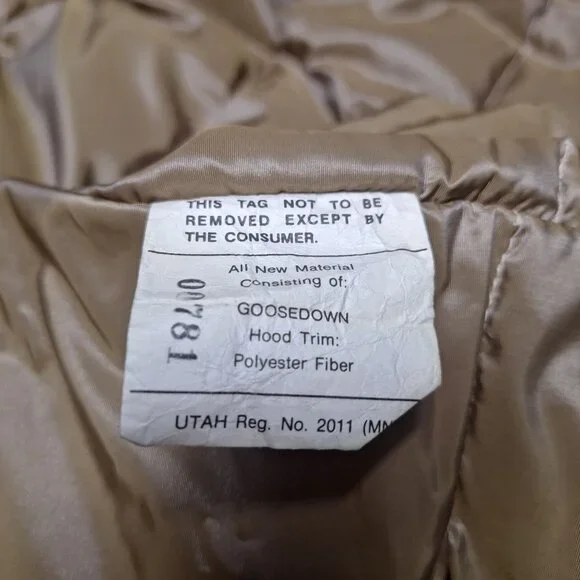 THIS TAG NOT TO BE
REMOVED EXCEPT BY
THE CONSUMER.
All New Material
Consisting of:
00781
GOOSEDOWN
Hood Trim:
Polyester Fiber
UTAH Reg. No. 2011 (MN